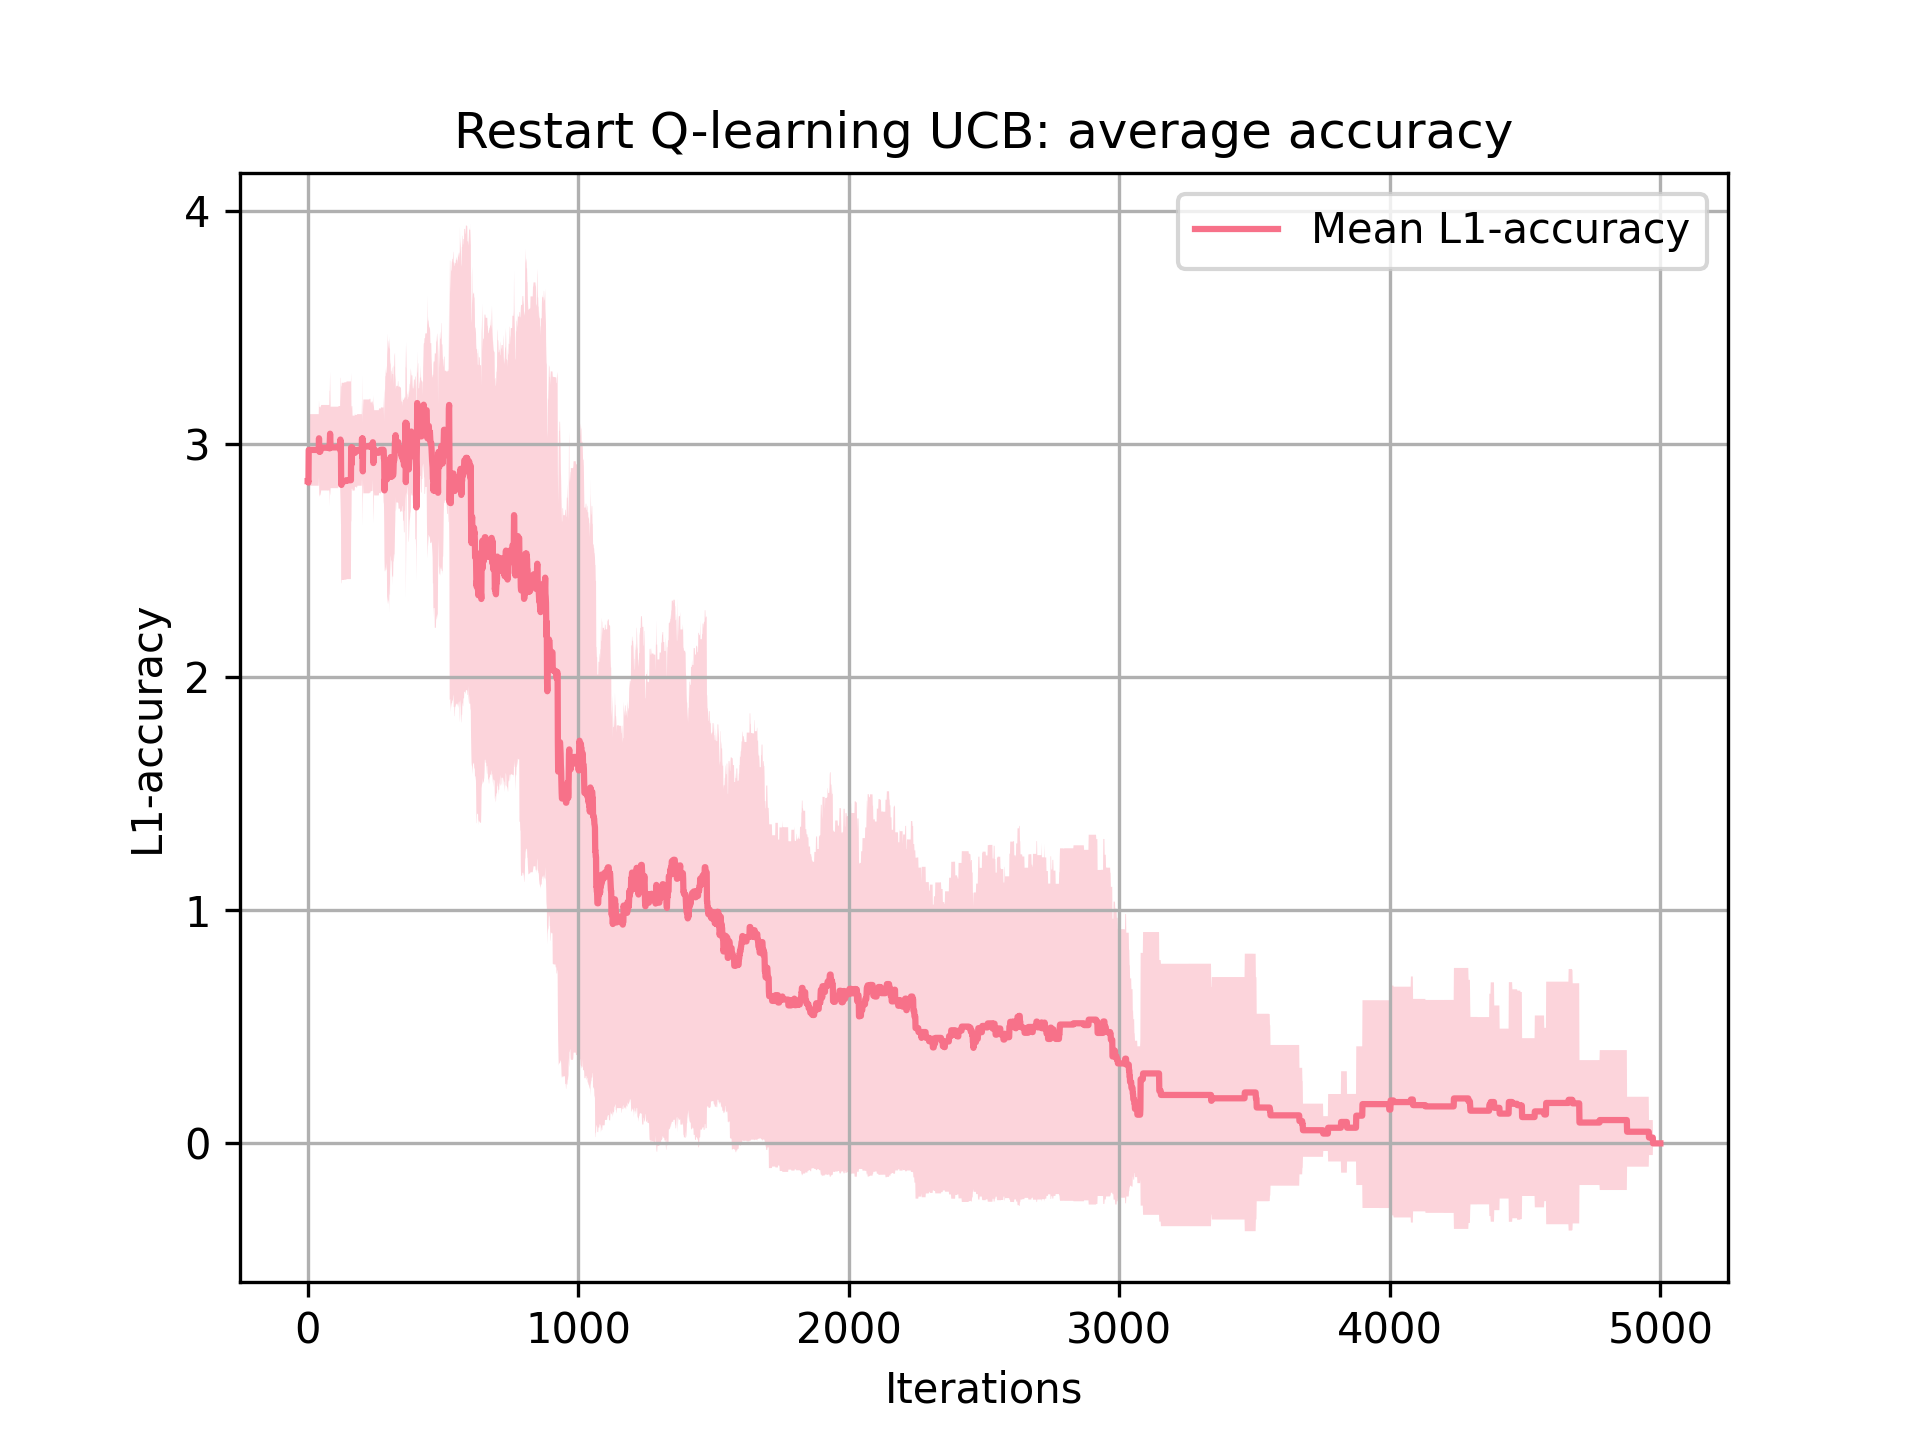 Restart Q-learning UCB: average accuracy
Mean L1-accuracy
4
3
2
1
0
L1-accuracy
0 1000 2000 3000 4000 5000
Iterations